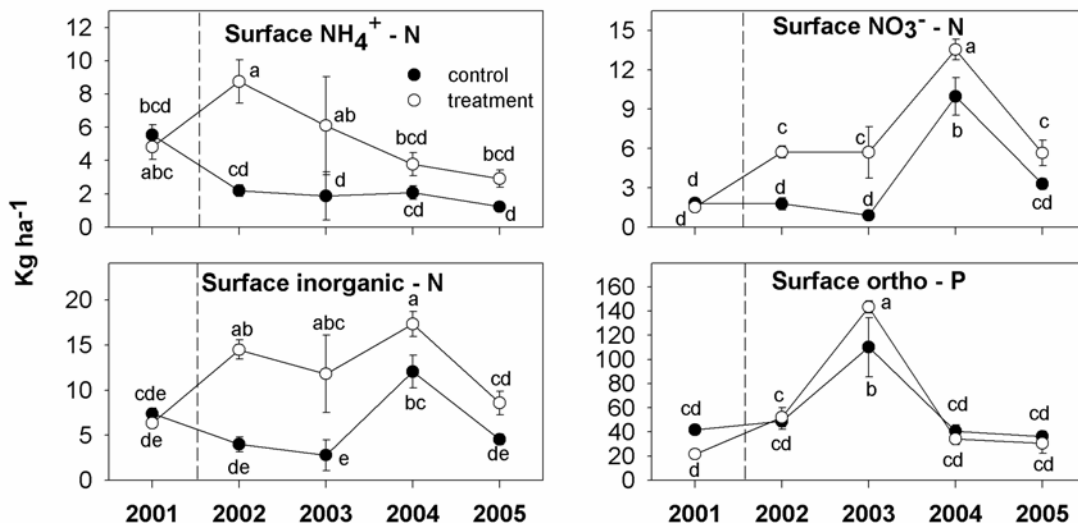 Kg ha⁻¹
Surface NH₄⁺ - N
control
treatment
12
10
8
6
4
2
0
bcd
abc
a
cd
ab
d
bcd
cd
bcd
d
Surface NO₃⁻ - N
15
12
9
6
3
0
d
d
c
d
c
d
a
b
c
cd
Surface inorganic - N
20
15
10
5
0
cde
de
ab
de
abc
e
a
bc
cd
de
2001 2002 2003 2004 2005
Surface ortho - P
160
140
120
100
80
60
40
20
0
cd
d
c
cd
a
b
cd
cd
cd
cd
2001 2002 2003 2004 2005